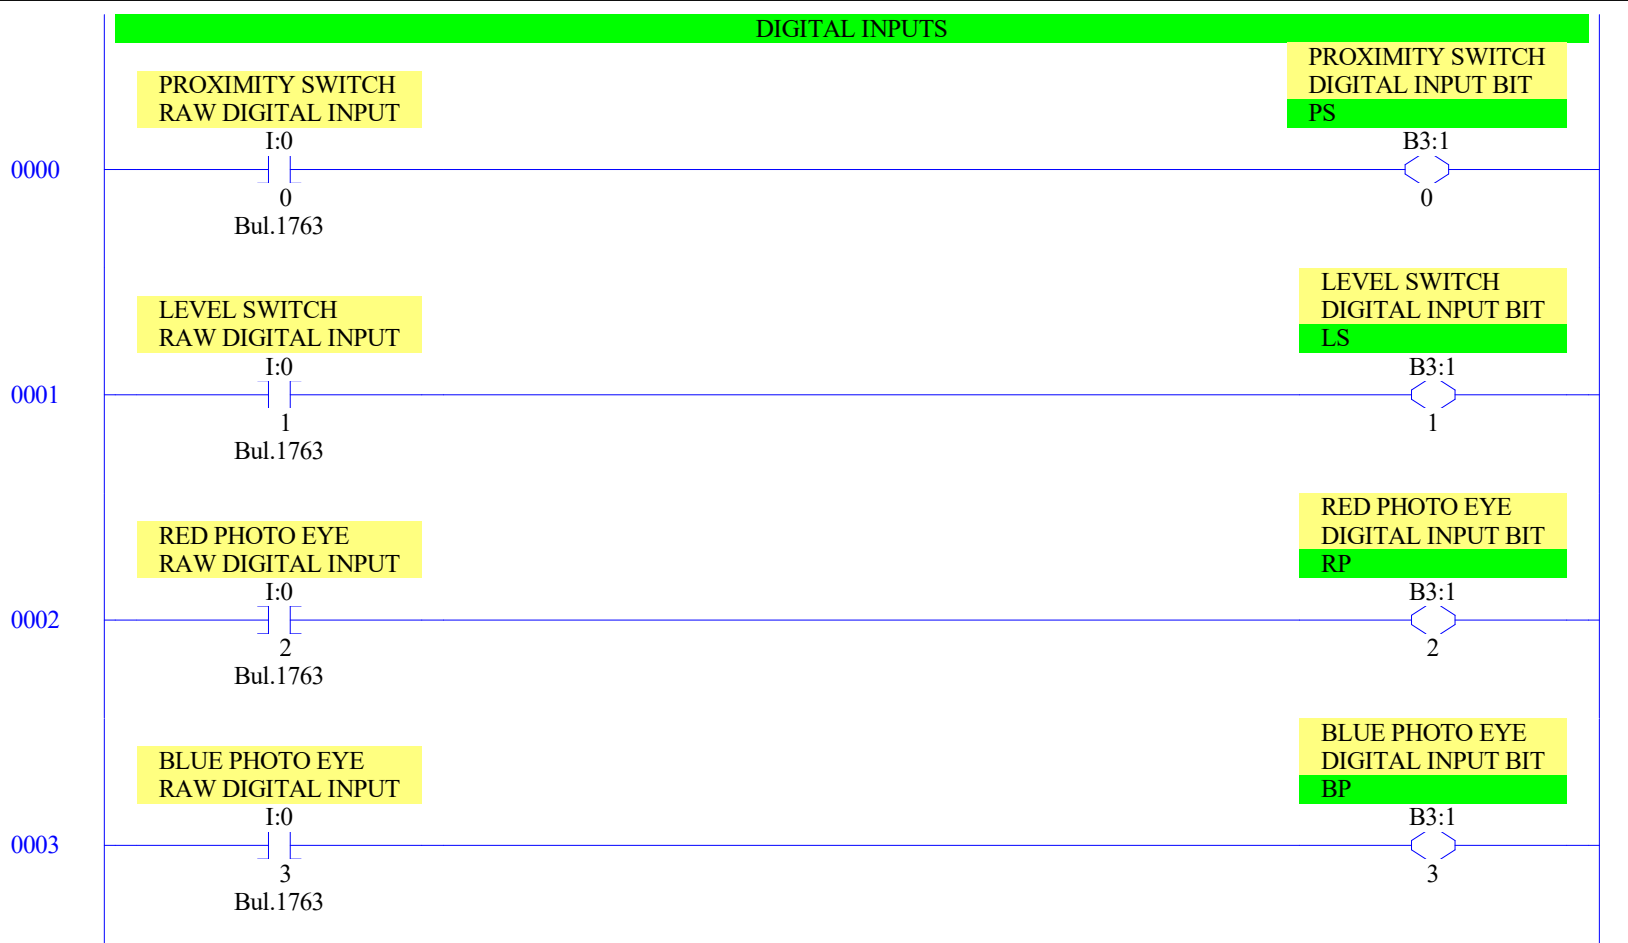 DIGITAL INPUTS
PROXIMITY SWITCH
RAW DIGITAL INPUT
I:0
0
Bul.1763
PROXIMITY SWITCH
DIGITAL INPUT BIT
PS
B3:1
0
0000
LEVEL SWITCH
RAW DIGITAL INPUT
I:0
1
Bul.1763
LEVEL SWITCH
DIGITAL INPUT BIT
LS
B3:1
1
0001
RED PHOTO EYE
RAW DIGITAL INPUT
I:0
2
Bul.1763
RED PHOTO EYE
DIGITAL INPUT BIT
RP
B3:1
2
0002
BLUE PHOTO EYE
RAW DIGITAL INPUT
I:0
3
Bul.1763
BLUE PHOTO EYE
DIGITAL INPUT BIT
BP
B3:1
3
0003